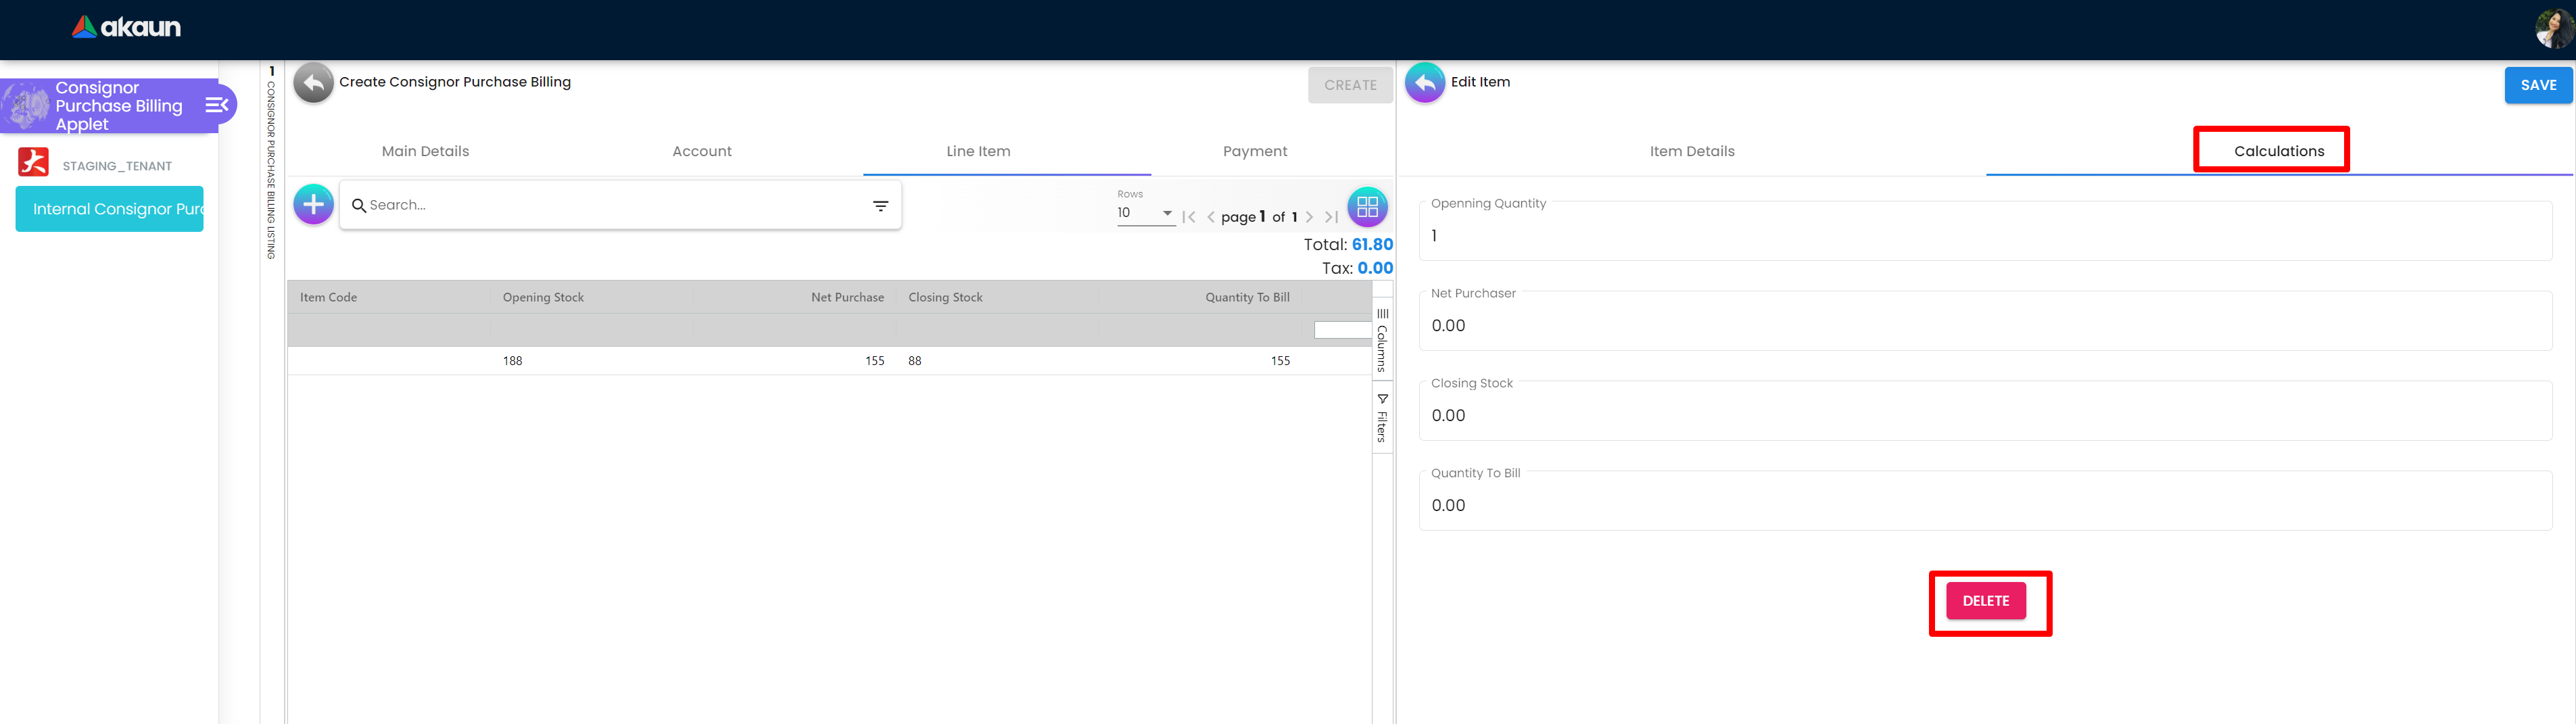 akaun
Consignor
Purchase Billing
Applet
STAGING_TENANT
Internal Consignor Purc
1 CONSIGNOR PURCHASE BILLING LISTING
Create Consignor Purchase Billing
CREATE
Main Details
Account
Line Item
Payment
Search...
Rows
10
page 1 of 1
Total: 61.80
Tax: 0.00
Item Code Opening Stock Net Purchase Closing Stock Quantity To Bill
188 155 88 155
Columns
Filters
Edit Item
SAVE
Item Details
Calculations
Openning Quantity
1
Net Purchaser
0.00
Closing Stock
0.00
Quantity To Bill
0.00
DELETE